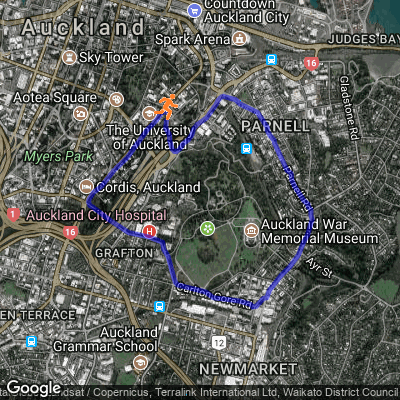 Countdown
Auckland City
Auckland
Spark Arena
JUDGES BAY
Sky Tower
16
Gladstone Rd
Aotea Square
The University
of Auckland
PARNELL
Myers Park
Parnell Rd
Cordis, Auckland
1
Auckland City Hospital
H
16
Auckland War
Memorial Museum
GRAFTON
Ayr St
Carlton Gore Rd
EN TERRACE
Auckland
Grammar School
12
NEWMARKET
Google
ndsat / Copernicus, Terralink International Ltd, Waikato District Council